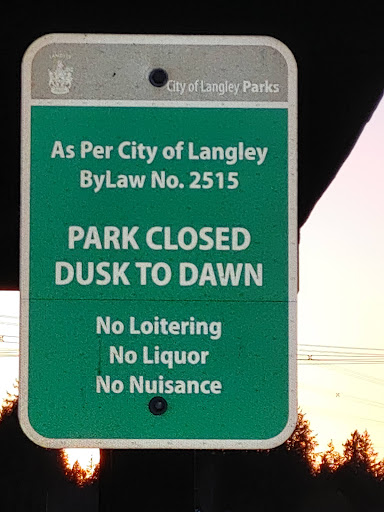 LANGLEY
City of Langley Parks
As Per City of Langley
ByLaw No. 2515
PARK CLOSED
DUSK TO DAWN
No Loitering
No Liquor
No Nuisance